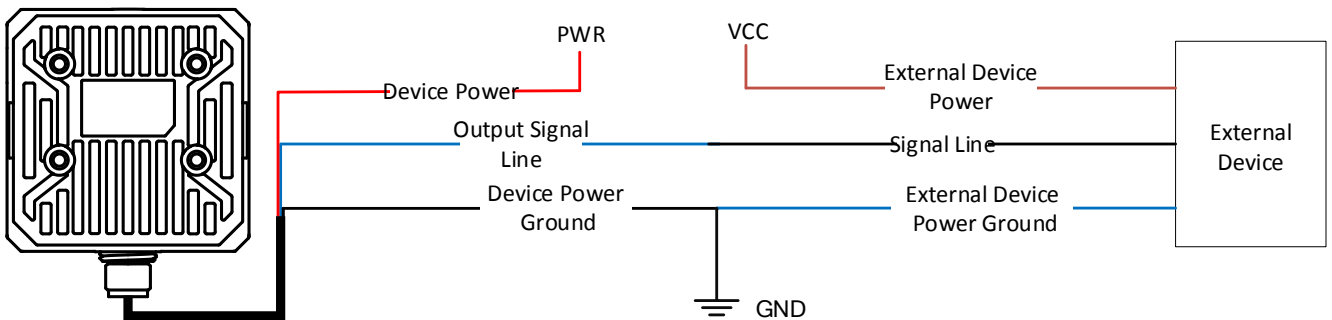 PWR
VCC
Device Power
External Device
Power
Output Signal
Line
Signal Line
External
Device
Device Power
Ground
External Device
Power Ground
GND